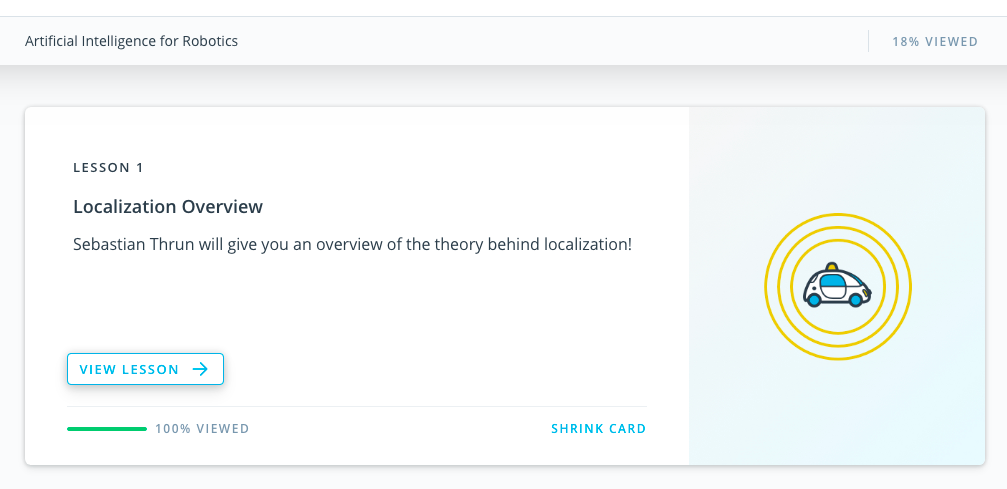 Artificial Intelligence for Robotics
18% VIEWED
LESSON 1
Localization Overview
Sebastian Thrun will give you an overview of the theory behind localization!
VIEW LESSON
100% VIEWED
SHRINK CARD